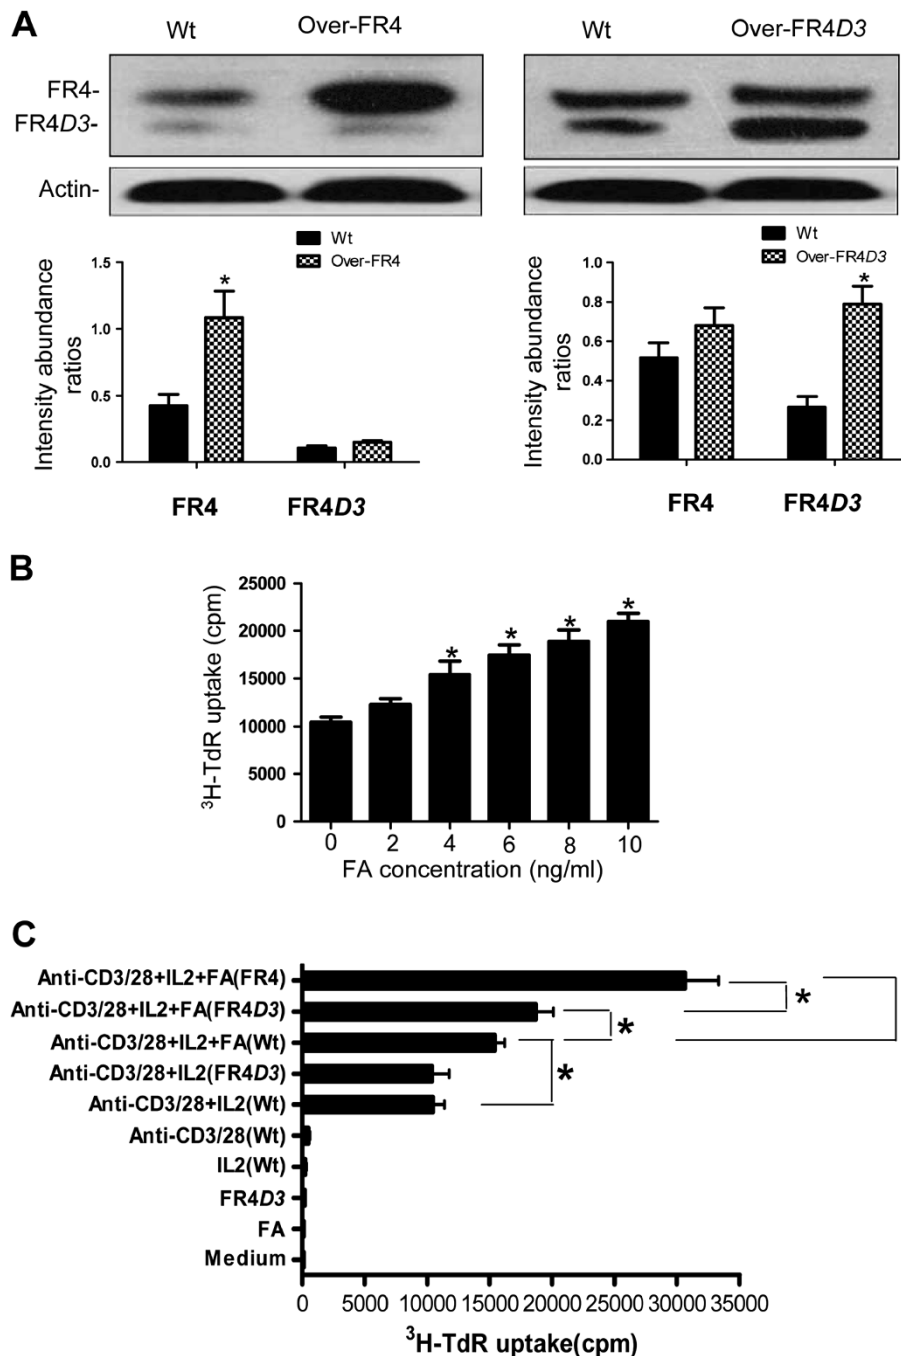 A
Wt Over-FR4
FR4-
FR4D3-
Actin-
Wt Over-FR4D3
Wt
Over-FR4
Intensity abundance
ratios
1.5
1.0
0.5
0.0
*
FR4 FR4D3
Wt
Over-FR4D3
Intensity abundance
ratios
1.0
0.8
0.6
0.4
0.2
0.0
*
FR4 FR4D3
B
³H-TdR uptake (cpm)
25000
20000
15000
10000
5000
0
* * * *
0 2 4 6 8 10
FA concentration (ng/ml)
C
Anti-CD3/28+IL2+FA(FR4)
Anti-CD3/28+IL2+FA(FR4D3)
Anti-CD3/28+IL2+FA(Wt)
Anti-CD3/28+IL2(FR4D3)
Anti-CD3/28+IL2(Wt)
Anti-CD3/28(Wt)
IL2(Wt)
FR4D3
FA
Medium
*
*
*
0 5000 10000 15000 20000 25000 30000 35000
³H-TdR uptake(cpm)